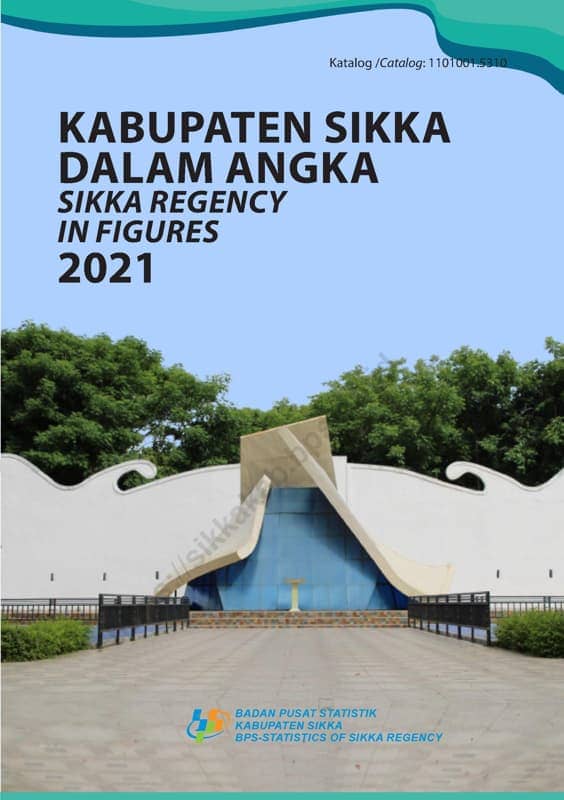 Katalog /Catalog: 1101001.5310
KABUPATEN SIKKA
DALAM ANGKA
SIKKA REGENCY
IN FIGURES
2021
BADAN PUSAT STATISTIK
KABUPATEN SIKKA
BPS-STATISTICS OF SIKKA REGENCY